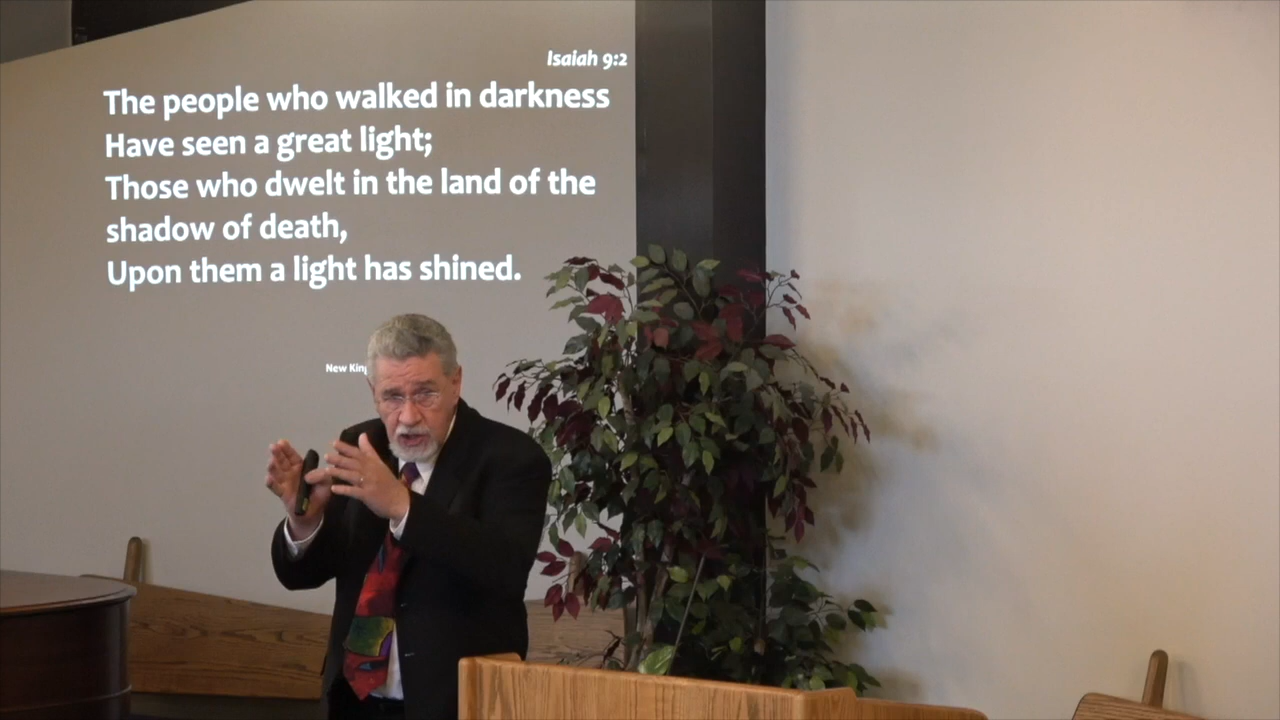 Isaiah 9:2
The people who walked in darkness
Have seen a great light;
Those who dwelt in the land of the
shadow of death,
Upon them a light has shined.
New